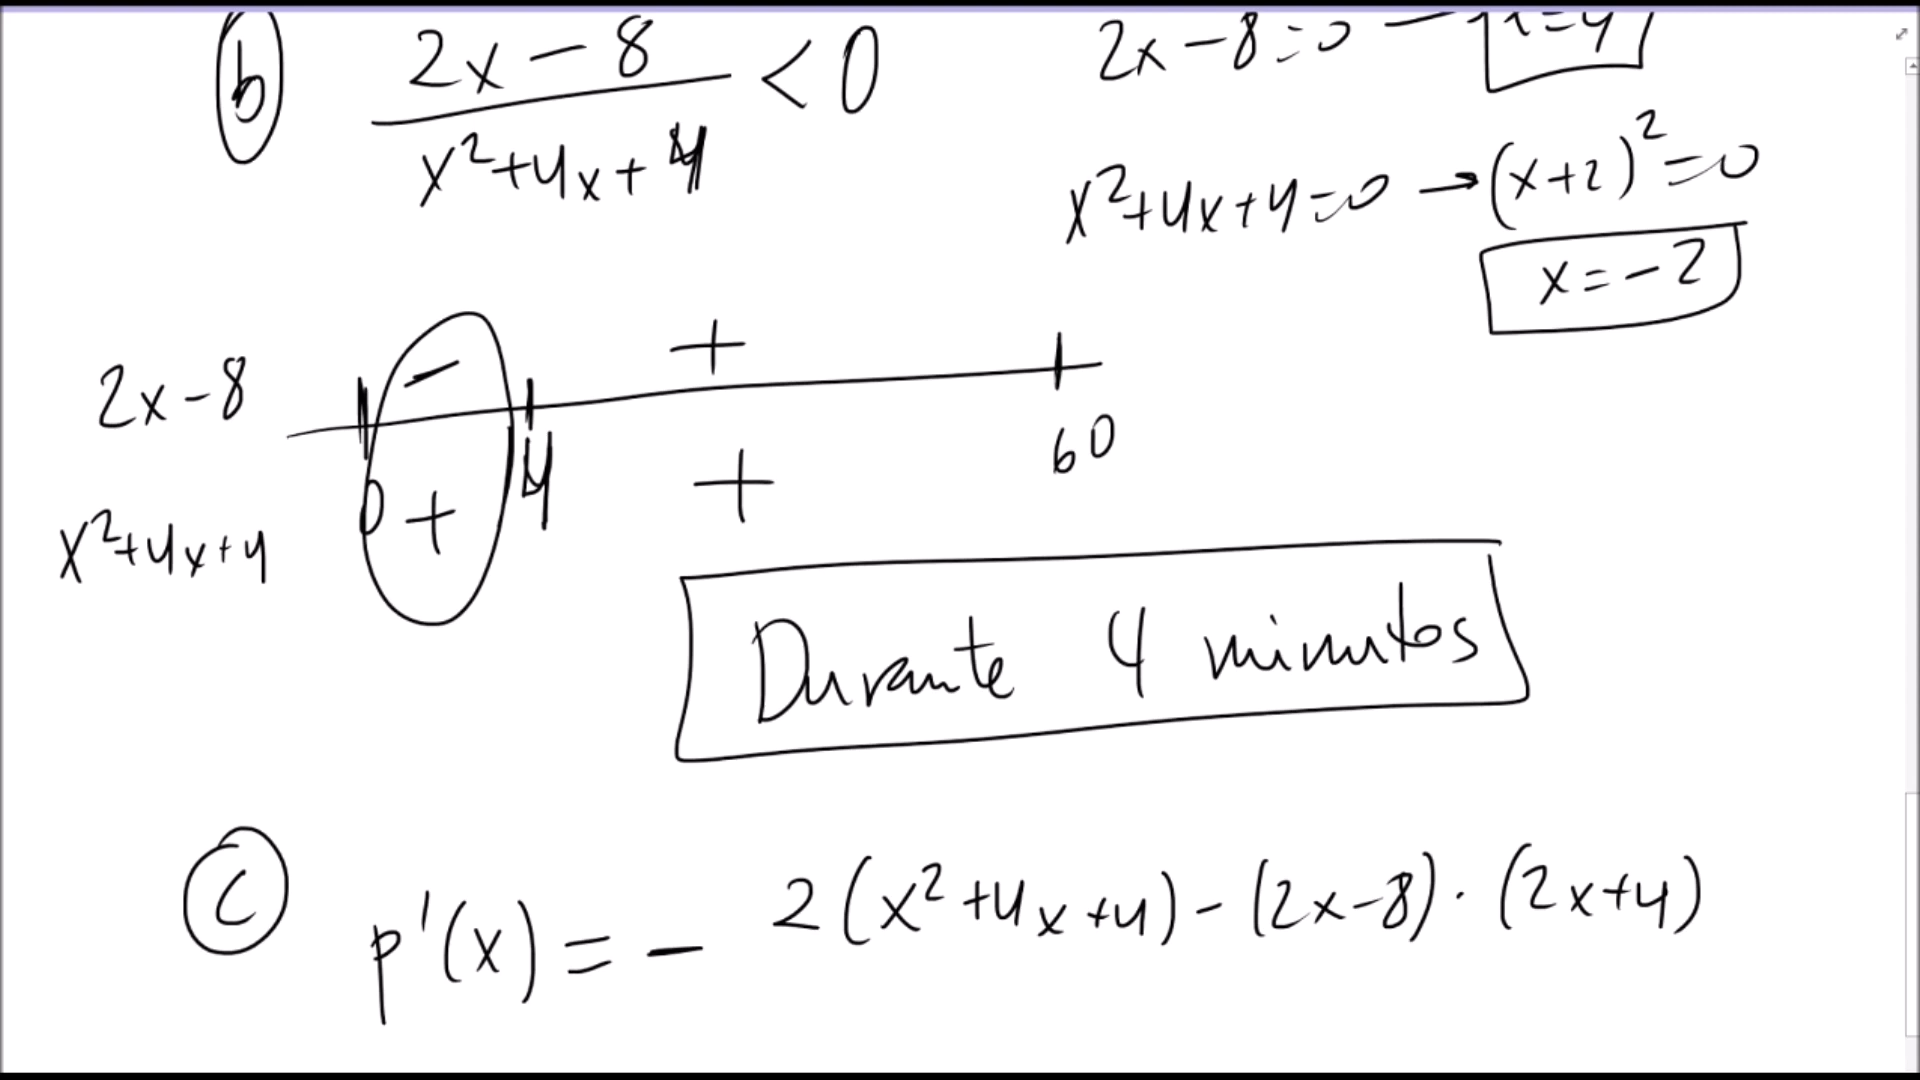 b (2x - 8)/(x² + 4x + 4) < 0
2x - 8 = 0 — x = 4
x² + 4x + 4 = 0 → (x + 2)² = 0
x = - 2
2x - 8 - +
0 4 60
x² + 4x + 4 + +
Durante 4 minutos
c p'(x) = - 2(x² + 4x + 4) - (2x - 8) · (2x + 4)